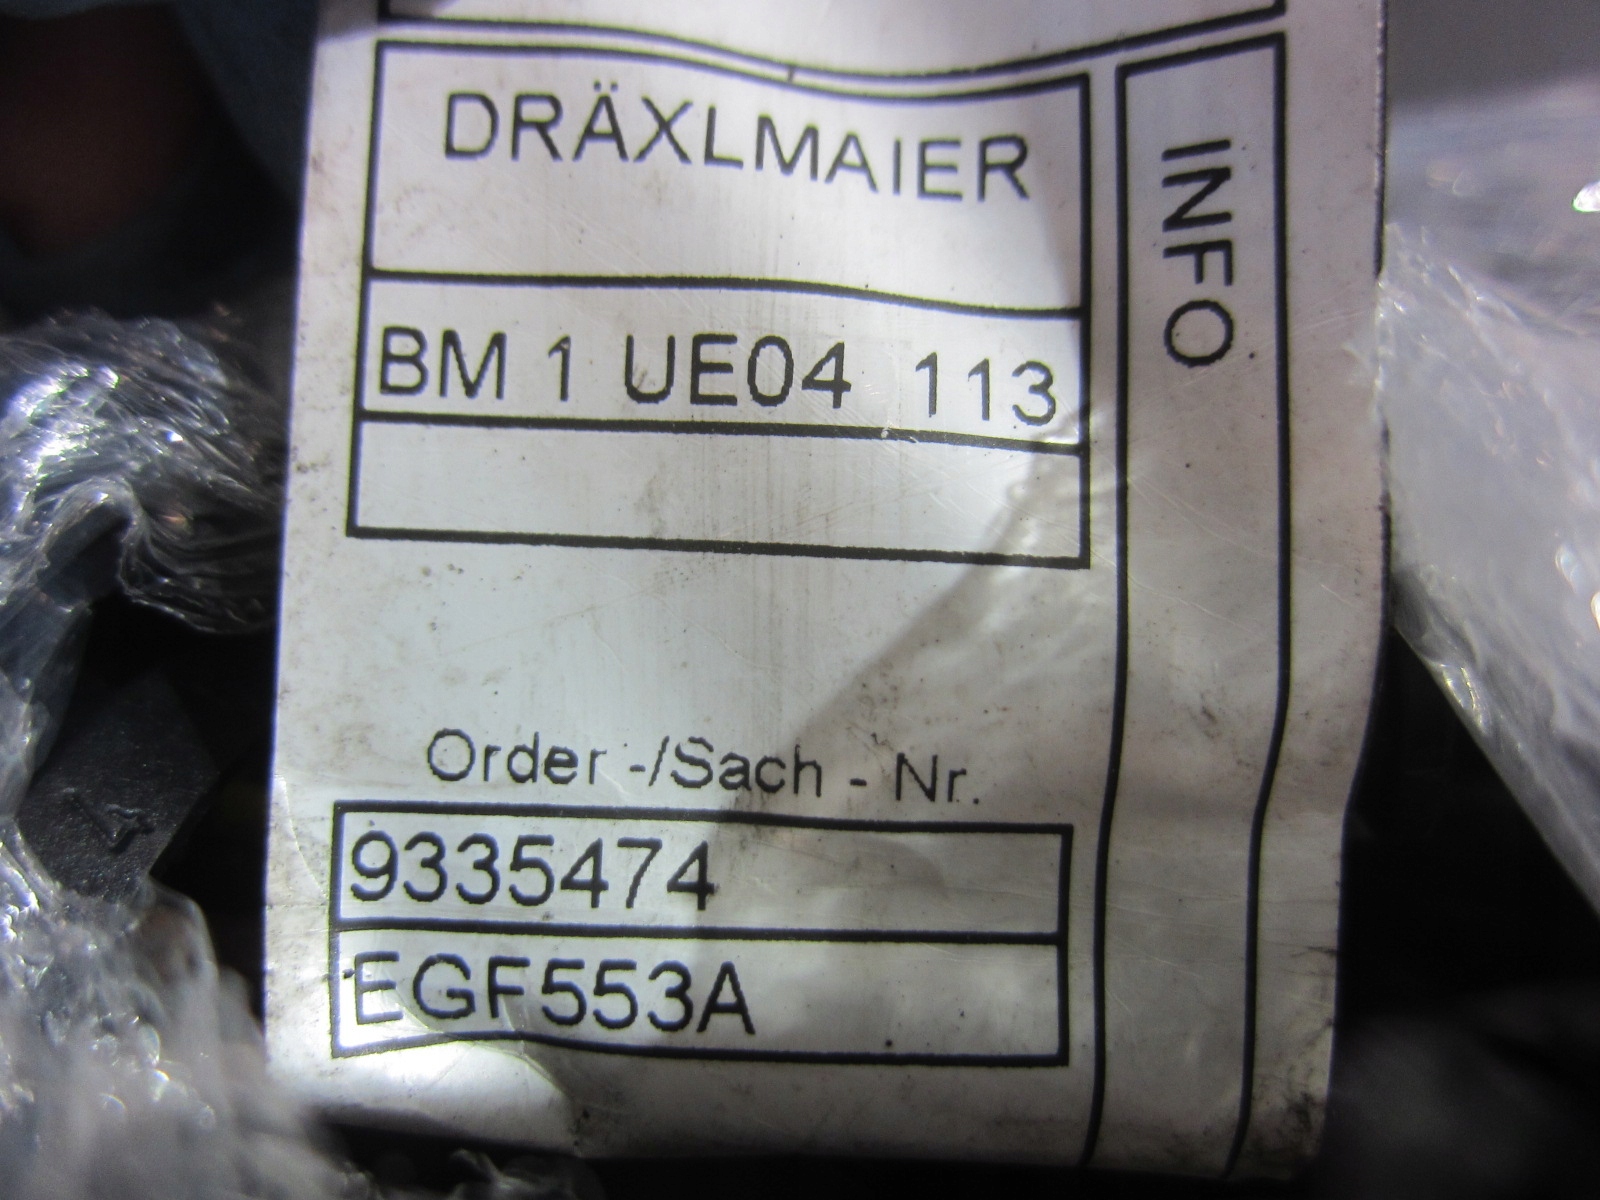 DRÄXLMAIER
BM 1 UE04 113
INFO
Order -/Sach - Nr.
9335474
EGF553A